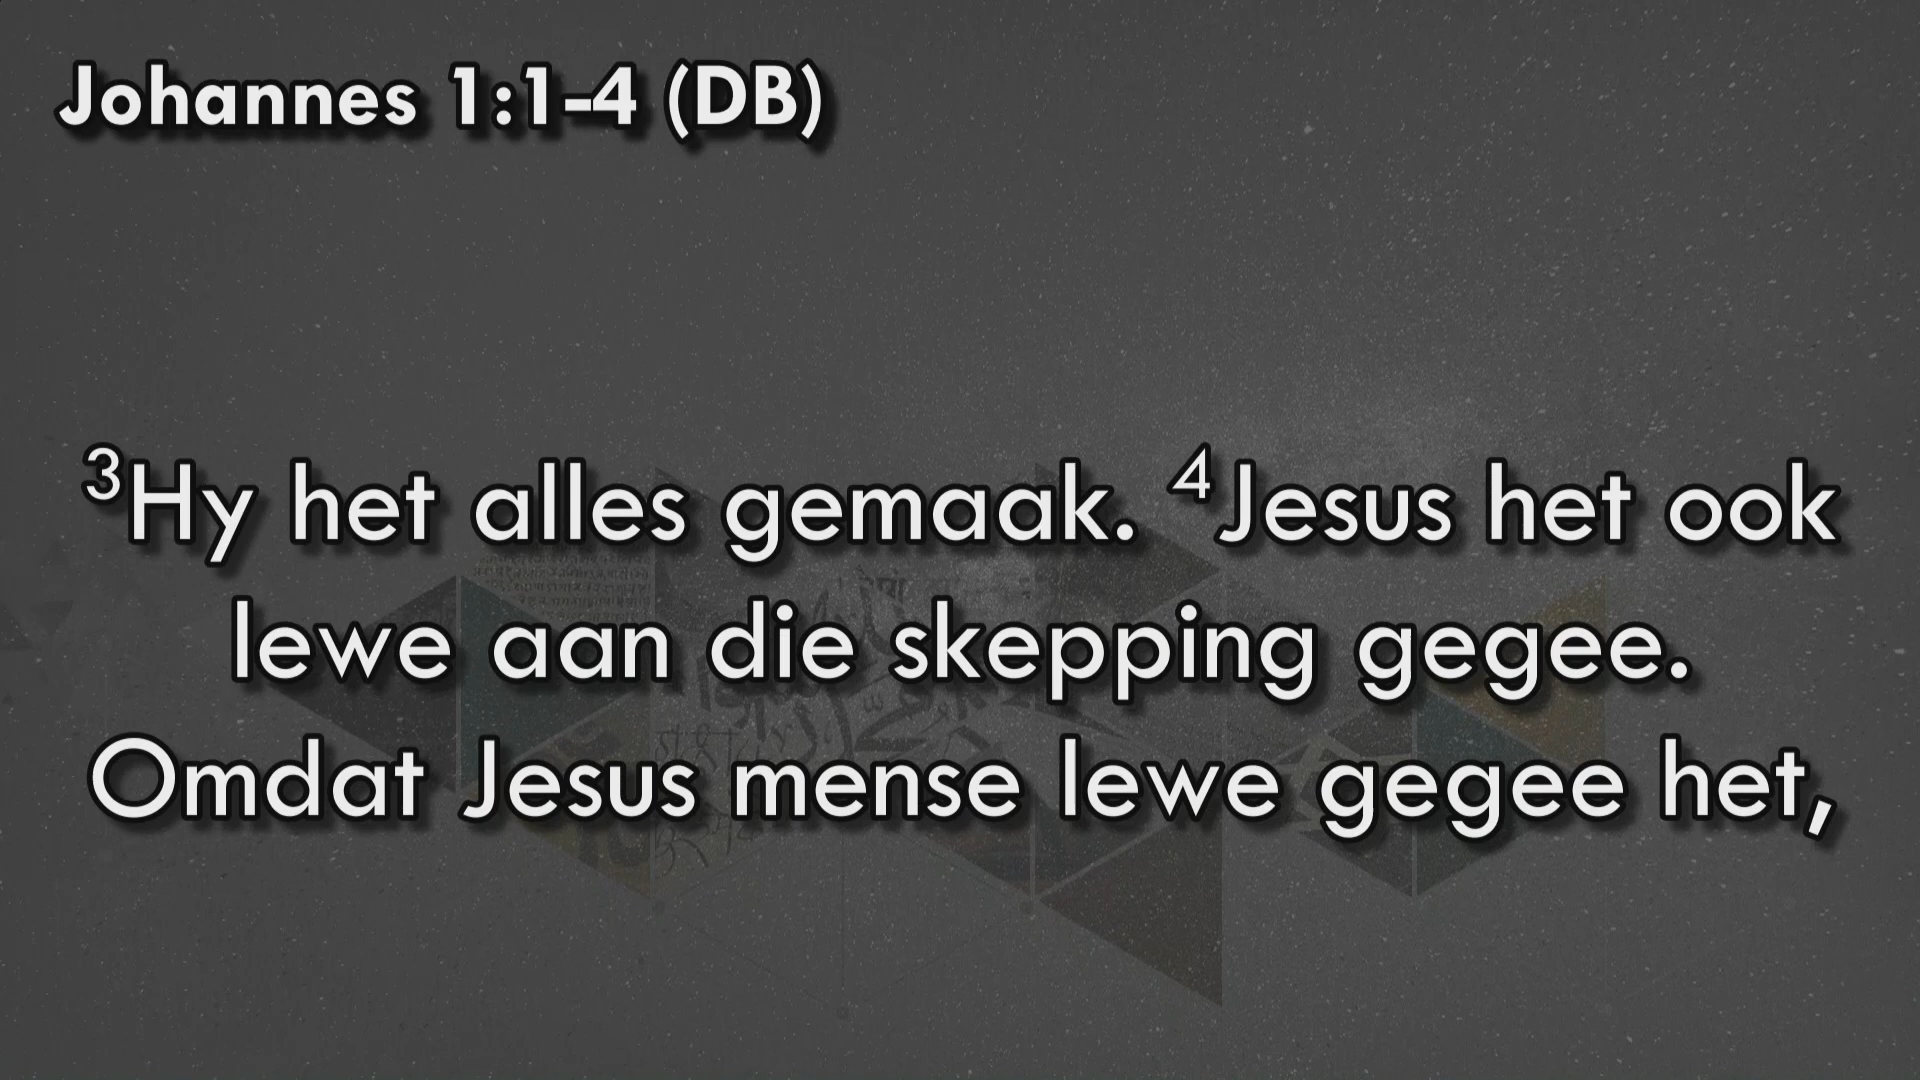 Johannes 1:1-4 (DB)
³Hy het alles gemaak. ⁴Jesus het ook
lewe aan die skepping gegee.
Omdat Jesus mense lewe gegee het,